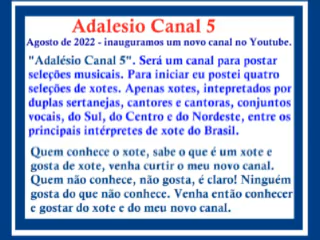 Adalesio Canal 5
Agosto de 2022 - inauguramos um novo canal no Youtube.
"Adalésio Canal 5". Será um canal para postar
seleções musicais. Para iniciar eu postei quatro
seleções de xotes. Apenas xotes, intepretados por
duplas sertanejas, cantores e cantoras, conjuntos
vocais, do Sul, do Centro e do Nordeste, entre os
principais intérpretes de xote do Brasil.
Quem conhece o xote, sabe o que é um xote e
gosta de xote, venha curtir o meu novo canal.
Quem não conhece, não gosta, é claro! Ninguém
gosta do que não conhece. Venha então conhecer
e gostar do xote e do meu novo canal.